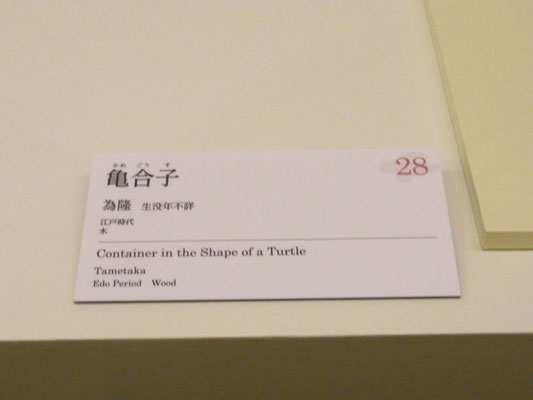 かめ ごう す
亀合子
28
為隆 生没年不詳
江戸時代
木
Container in the Shape of a Turtle
Tametaka
Edo Period Wood